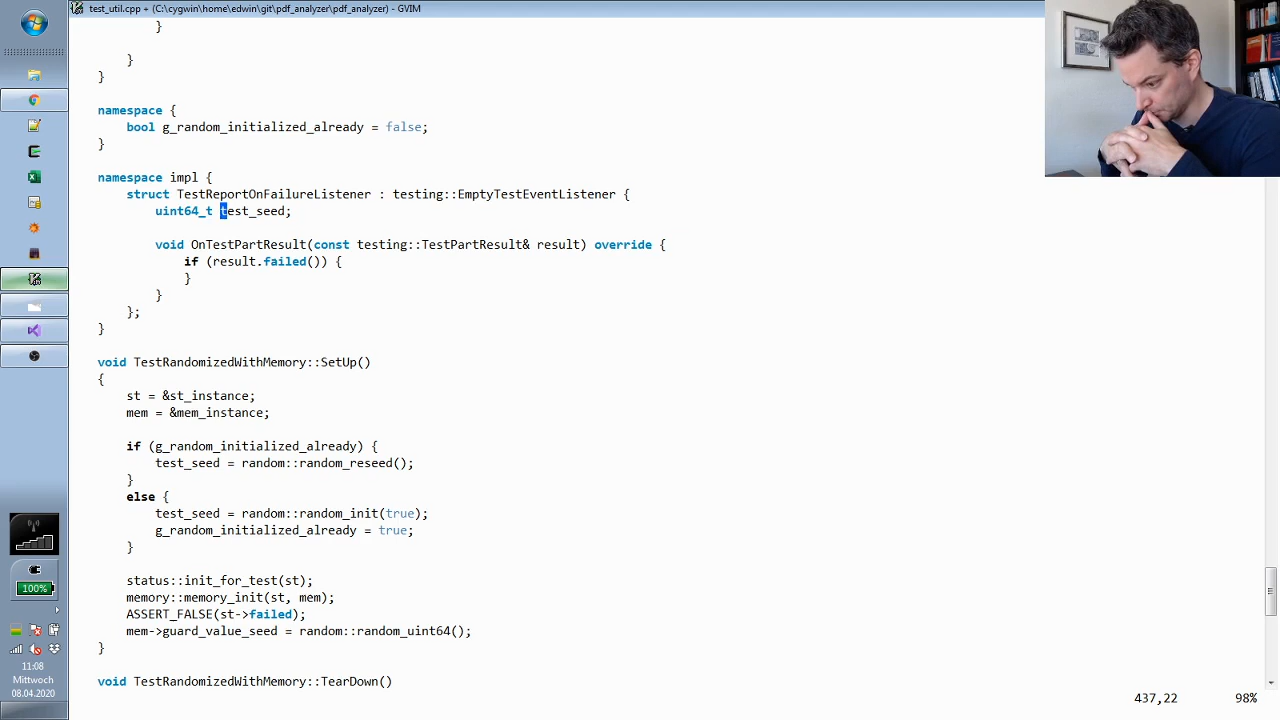 test_util.cpp + (C:\cygwin\home\edwin\git\pdf_analyzer\pdf_analyzer) - GVIM
}
}
}
namespace {
bool g_random_initialized_already = false;
}
namespace impl {
struct TestReportOnFailureListener : testing::EmptyTestEventListener {
uint64_t test_seed;
void OnTestPartResult(const testing::TestPartResult& result) override {
if (result.failed()) {
}
}
};
}
void TestRandomizedWithMemory::SetUp()
{
st = &st_instance;
mem = &mem_instance;
if (g_random_initialized_already) {
test_seed = random::random_reseed();
}
else {
test_seed = random::random_init(true);
g_random_initialized_already = true;
}
status::init_for_test(st);
memory::memory_init(st, mem);
ASSERT_FALSE(st->failed);
mem->guard_value_seed = random::random_uint64();
}
void TestRandomizedWithMemory::TearDown()
437,22 98%
100%
11:08
Mittwoch
08.04.2020